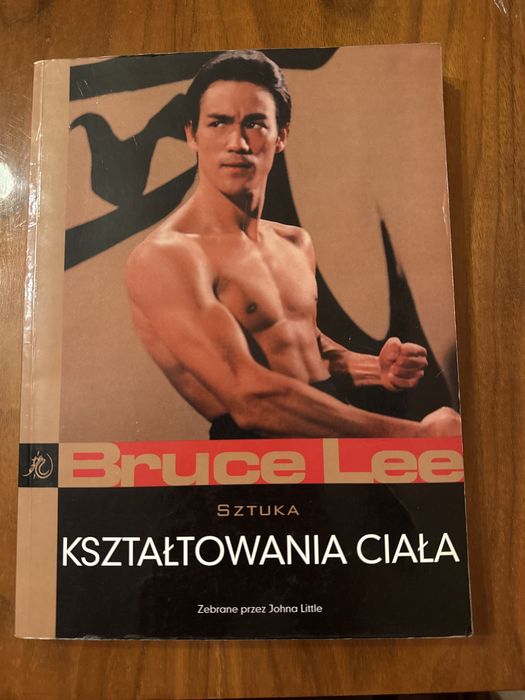 Bruce Lee
SZTUKA
KSZTAŁTOWANIA CIAŁA
Zebrane przez Johna Little